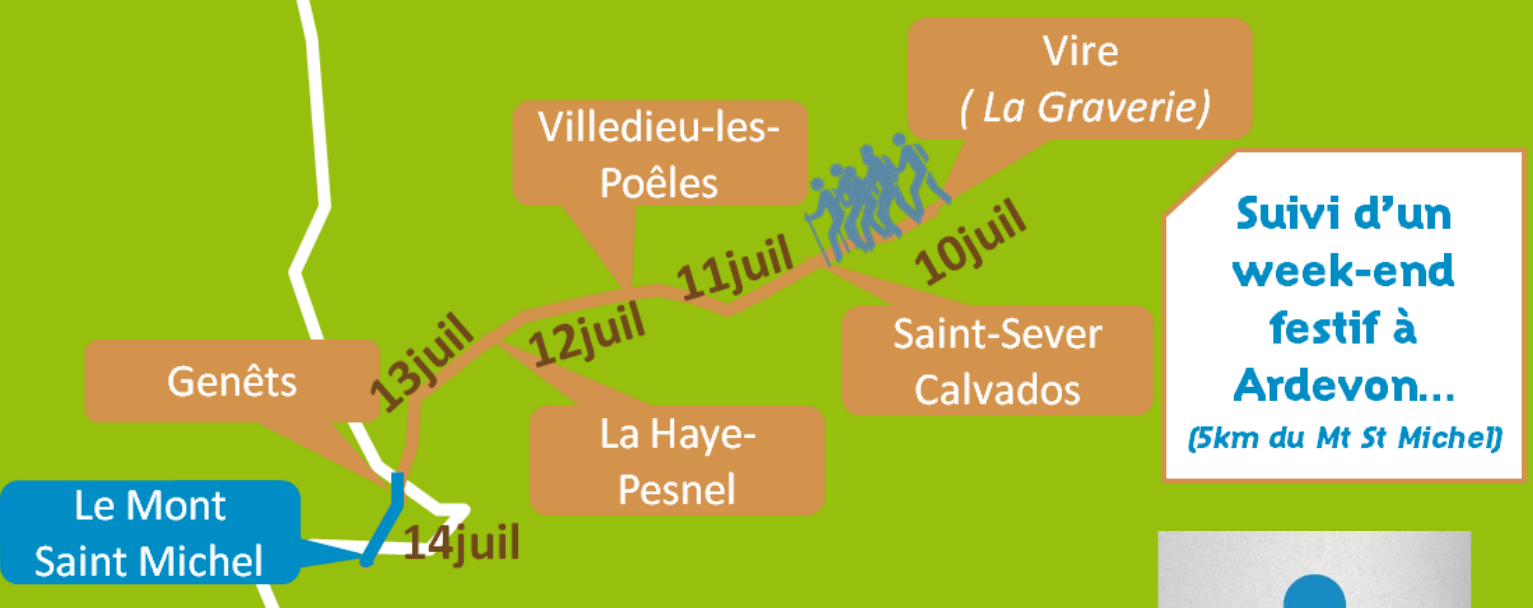 Vire
( La Graverie)
Villedieu-les-
Poêles
10juil
11juil
Saint-Sever
Calvados
12juil
13juil
Genêts
La Haye-
Pesnel
Le Mont
Saint Michel
14juil
Suivi d'un
week-end
festif à
Ardevon...
(5km du Mt St Michel)